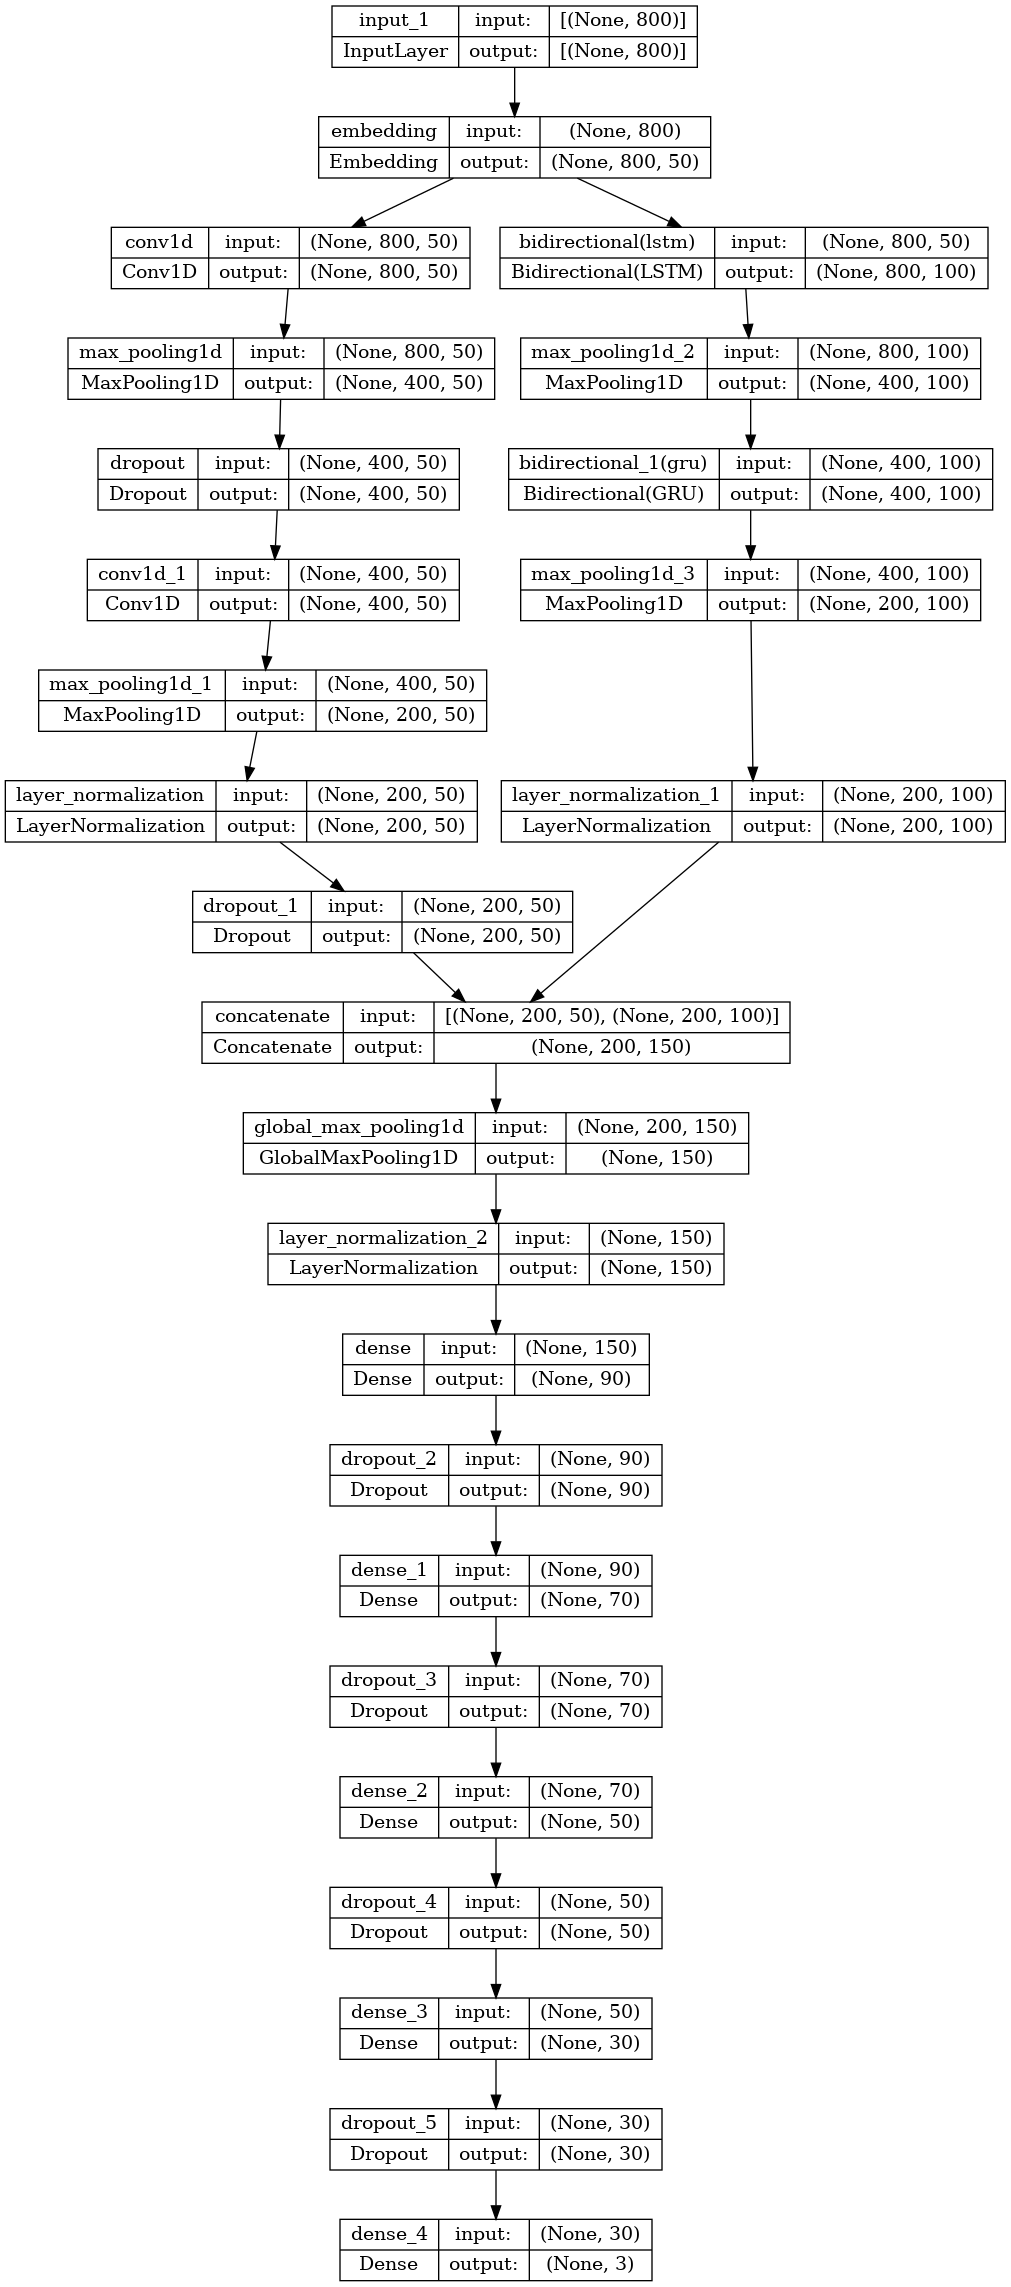 input_1 input: [(None, 800)]
InputLayer output: [(None, 800)]
embedding input: (None, 800)
Embedding output: (None, 800, 50)
conv1d input: (None, 800, 50)
Conv1D output: (None, 800, 50)
bidirectional(lstm) input: (None, 800, 50)
Bidirectional(LSTM) output: (None, 800, 100)
max_pooling1d input: (None, 800, 50)
MaxPooling1D output: (None, 400, 50)
max_pooling1d_2 input: (None, 800, 100)
MaxPooling1D output: (None, 400, 100)
dropout input: (None, 400, 50)
Dropout output: (None, 400, 50)
bidirectional_1(gru) input: (None, 400, 100)
Bidirectional(GRU) output: (None, 400, 100)
conv1d_1 input: (None, 400, 50)
Conv1D output: (None, 400, 50)
max_pooling1d_3 input: (None, 400, 100)
MaxPooling1D output: (None, 200, 100)
max_pooling1d_1 input: (None, 400, 50)
MaxPooling1D output: (None, 200, 50)
layer_normalization input: (None, 200, 50)
LayerNormalization output: (None, 200, 50)
layer_normalization_1 input: (None, 200, 100)
LayerNormalization output: (None, 200, 100)
dropout_1 input: (None, 200, 50)
Dropout output: (None, 200, 50)
concatenate input: [(None, 200, 50), (None, 200, 100)]
Concatenate output: (None, 200, 150)
global_max_pooling1d input: (None, 200, 150)
GlobalMaxPooling1D output: (None, 150)
layer_normalization_2 input: (None, 150)
LayerNormalization output: (None, 150)
dense input: (None, 150)
Dense output: (None, 90)
dropout_2 input: (None, 90)
Dropout output: (None, 90)
dense_1 input: (None, 90)
Dense output: (None, 70)
dropout_3 input: (None, 70)
Dropout output: (None, 70)
dense_2 input: (None, 70)
Dense output: (None, 50)
dropout_4 input: (None, 50)
Dropout output: (None, 50)
dense_3 input: (None, 50)
Dense output: (None, 30)
dropout_5 input: (None, 30)
Dropout output: (None, 30)
dense_4 input: (None, 30)
Dense output: (None, 3)